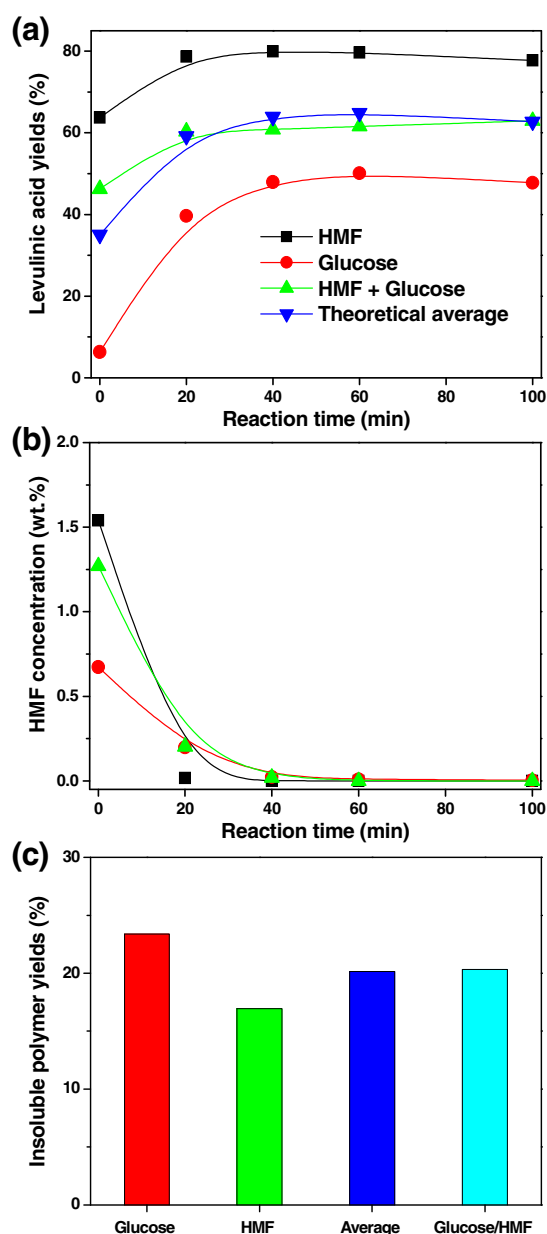 (a)
Levulinic acid yields (%)
80
60
40
20
0
HMF
Glucose
HMF + Glucose
Theoretical average
0 20 40 60 80 100
Reaction time (min)
(b)
HMF concentration (wt.%)
2.0
1.5
1.0
0.5
0.0
0 20 40 60 80 100
Reaction time (min)
(c)
Insoluble polymer yields (%)
30
20
10
0
Glucose HMF Average Glucose/HMF